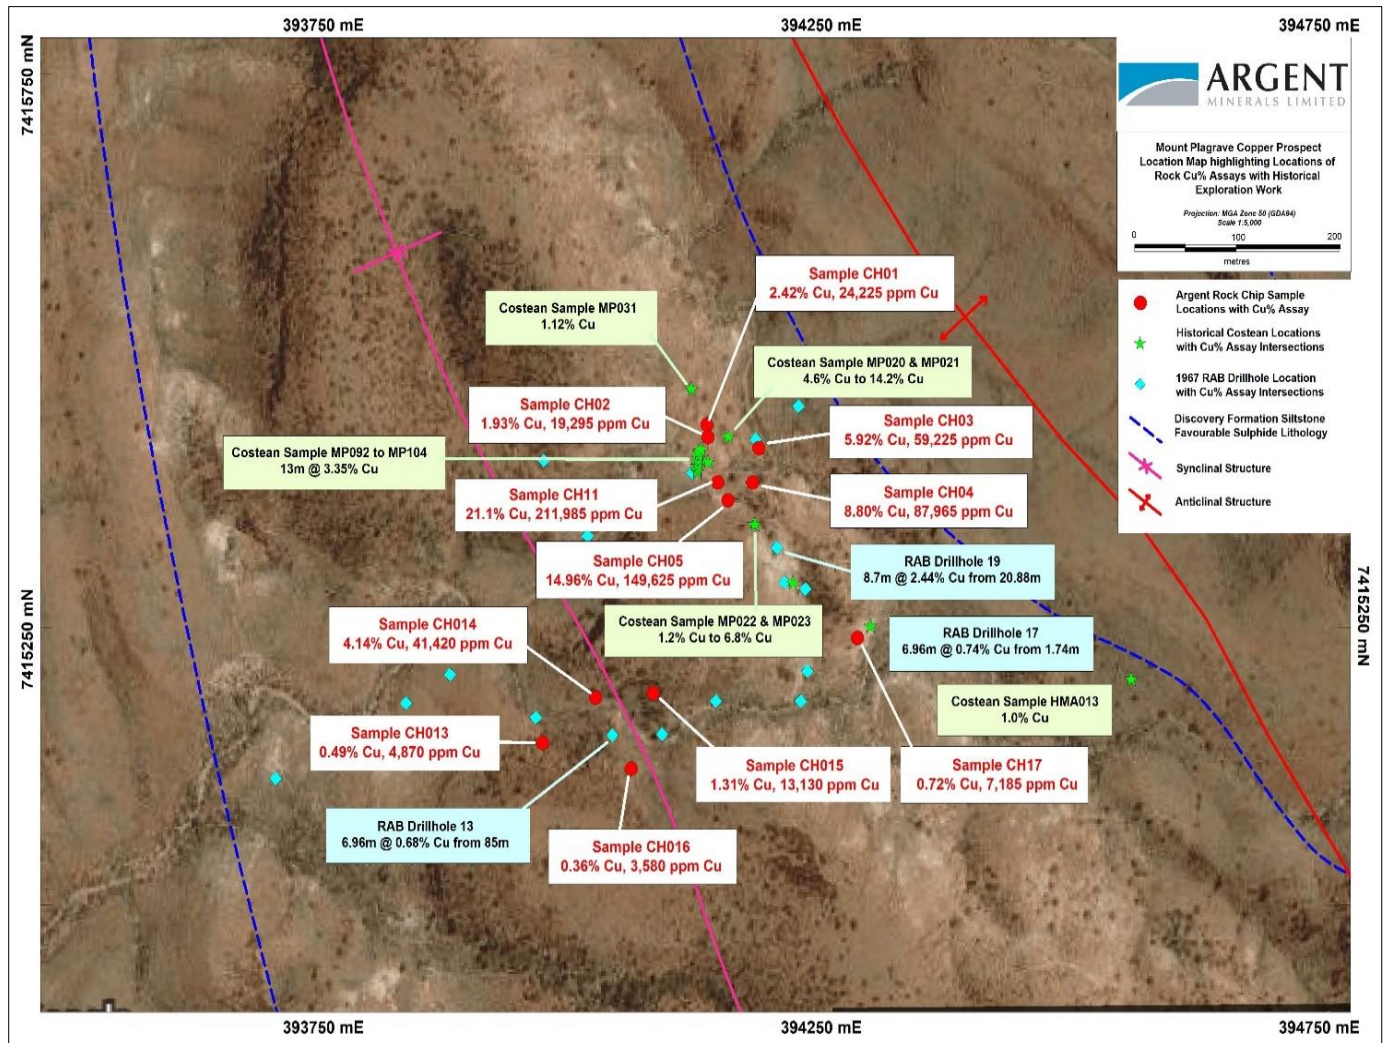 393750 mE
394250 mE
394750 mE
7415750 mN
7415250 mN
7415250 mN
ARGENT
MINERALS LIMITED
Mount Plagrave Copper Prospect
Location Map highlighting Locations of
Rock Cu% Assays with Historical
Exploration Work
Projection: MGA Zone 50 (GDA94)
Scale 1:5,000
0 100 200
metres
Argent Rock Chip Sample
Locations with Cu% Assay
Historical Costean Locations
with Cu% Assay Intersections
1967 RAB Drillhole Location
with Cu% Assay Intersections
Discovery Formation Siltstone
Favourable Sulphide Lithology
Synclinal Structure
Anticlinal Structure
Sample CH01
2.42% Cu, 24,225 ppm Cu
Costean Sample MP031
1.12% Cu
Costean Sample MP020 & MP021
4.6% Cu to 14.2% Cu
Sample CH02
1.93% Cu, 19,295 ppm Cu
Sample CH03
5.92% Cu, 59,225 ppm Cu
Costean Sample MP092 to MP104
13m @ 3.35% Cu
Sample CH11
21.1% Cu, 211,985 ppm Cu
Sample CH04
8.80% Cu, 87,965 ppm Cu
Sample CH05
14.96% Cu, 149,625 ppm Cu
RAB Drillhole 19
8.7m @ 2.44% Cu from 20.88m
Costean Sample MP022 & MP023
1.2% Cu to 6.8% Cu
Sample CH014
4.14% Cu, 41,420 ppm Cu
RAB Drillhole 17
6.96m @ 0.74% Cu from 1.74m
Costean Sample HMA013
1.0% Cu
Sample CH013
0.49% Cu, 4,870 ppm Cu
Sample CH015
1.31% Cu, 13,130 ppm Cu
Sample CH17
0.72% Cu, 7,185 ppm Cu
RAB Drillhole 13
6.96m @ 0.68% Cu from 85m
Sample CH016
0.36% Cu, 3,580 ppm Cu
393750 mE
394250 mE
394750 mE